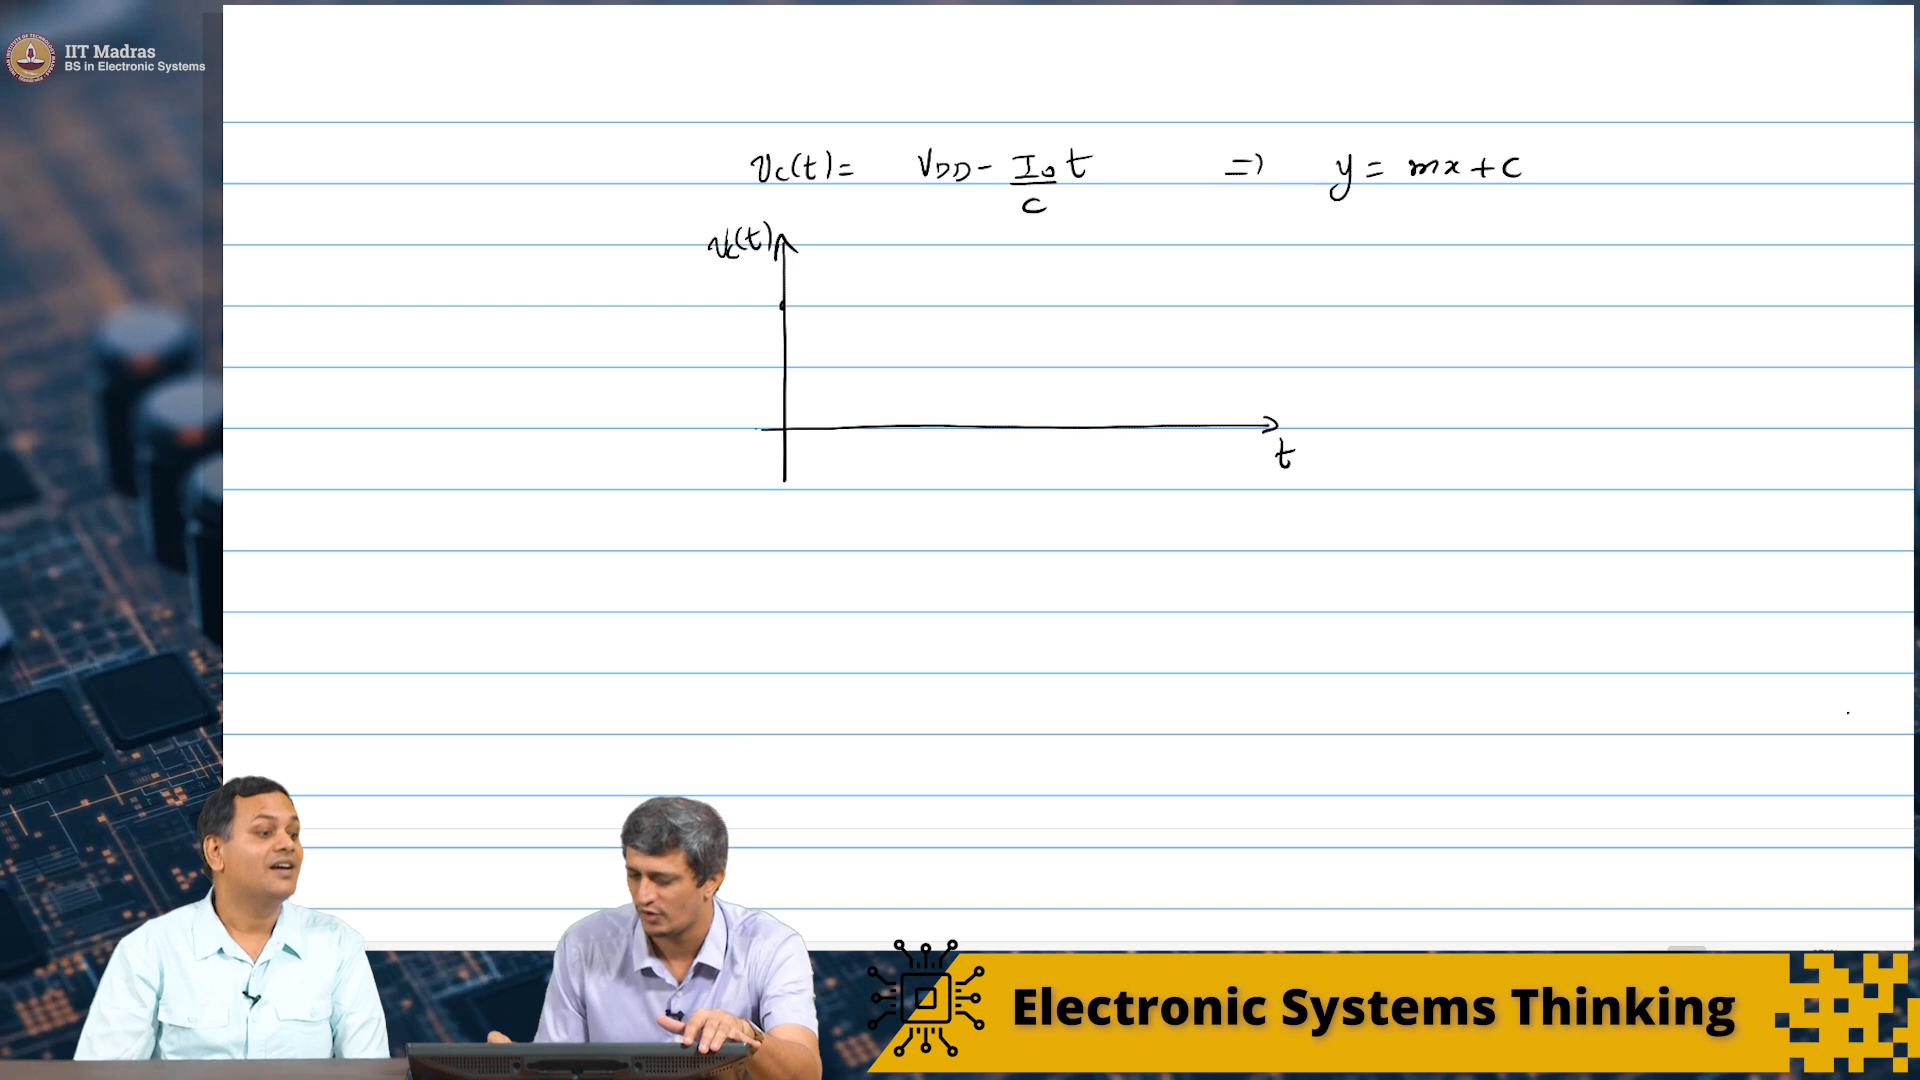 IIT Madras
BS in Electronic Systems
vc(t) = VDD - I0/c t => y = mx + c
vc(t)
t
Electronic Systems Thinking